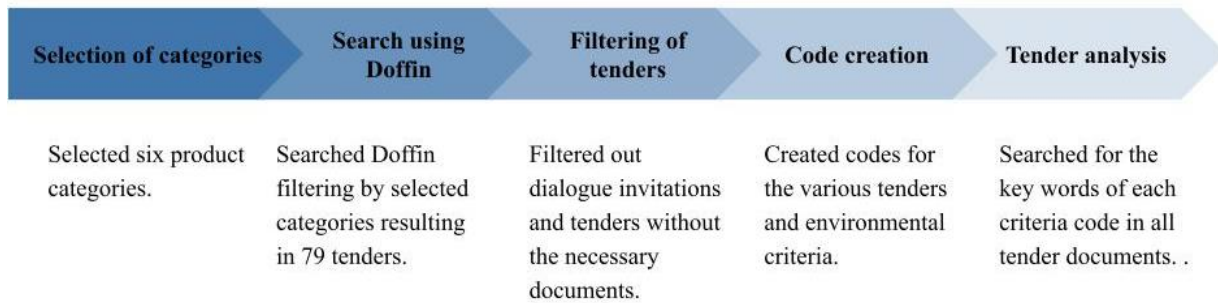 Selection of categories
Search using
Doffin
Filtering of
tenders
Code creation
Tender analysis
Selected six product
categories.
Searched Doffin
filtering by selected
categories resulting
in 79 tenders.
Filtered out
dialogue invitations
and tenders without
the necessary
documents.
Created codes for
the various tenders
and environmental
criteria.
Searched for the
key words of each
criteria code in all
tender documents. .